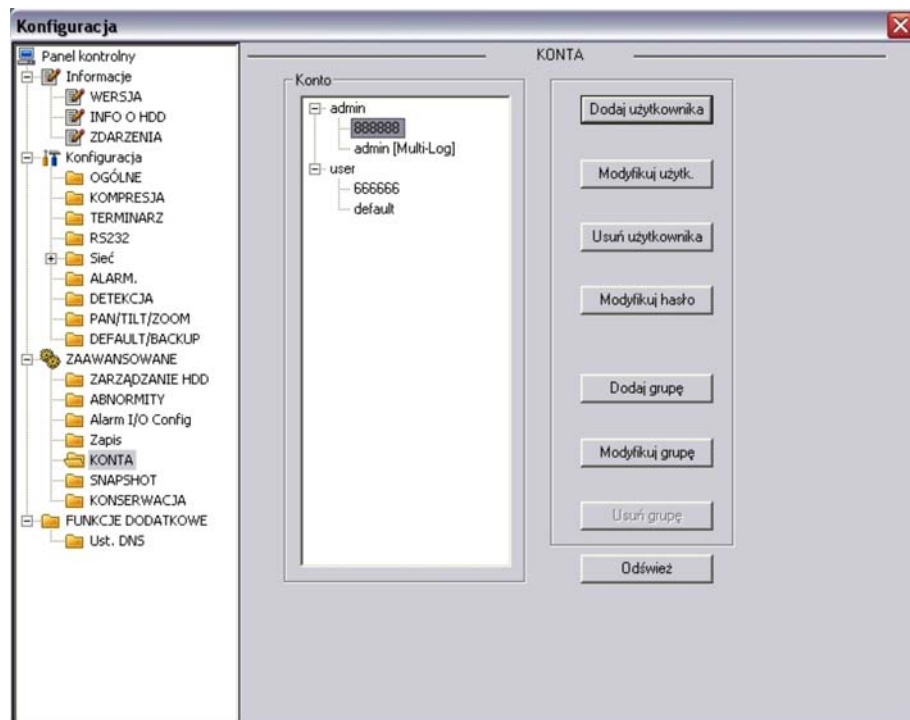 Konfiguracja
Panel kontrolny
Informacje
WERSJA
INFO O HDD
ZDARZENIA
Konfiguracja
OGÓLNE
KOMPRESJA
TERMINARZ
RS232
Sieć
ALARM.
DETEKCJA
PAN/TILT/ZOOM
DEFAULT/BACKUP
ZAAWANSOWANE
ZARZĄDZANIE HDD
ABNORMITY
Alarm I/O Config
Zapis
KONTA
SNAPSHOT
KONSERWACJA
FUNKCJE DODATKOWE
Ust. DNS
KONTA
Konto
admin
888888
admin [Multi-Log]
user
666666
default
Dodaj użytkownika
Modyfikuj użytk.
Usuń użytkownika
Modyfikuj hasło
Dodaj grupę
Modyfikuj grupę
Usuń grupę
Odśwież